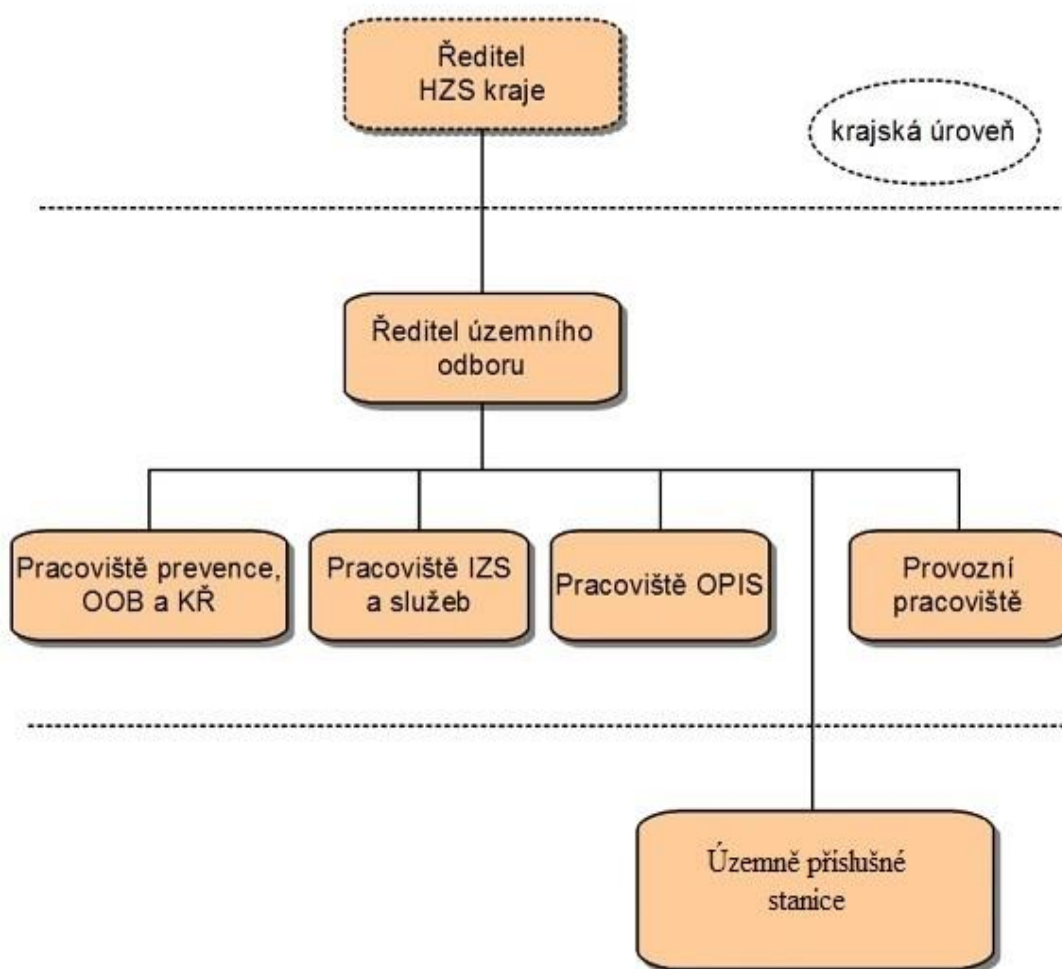 Ředitel
HZS kraje
krajská úroveň
Ředitel územního
odboru
Pracoviště prevence,
OOB a KŘ
Pracoviště IZS
a služeb
Pracoviště OPIS
Provozní
pracoviště
Územně příslušné
stanice